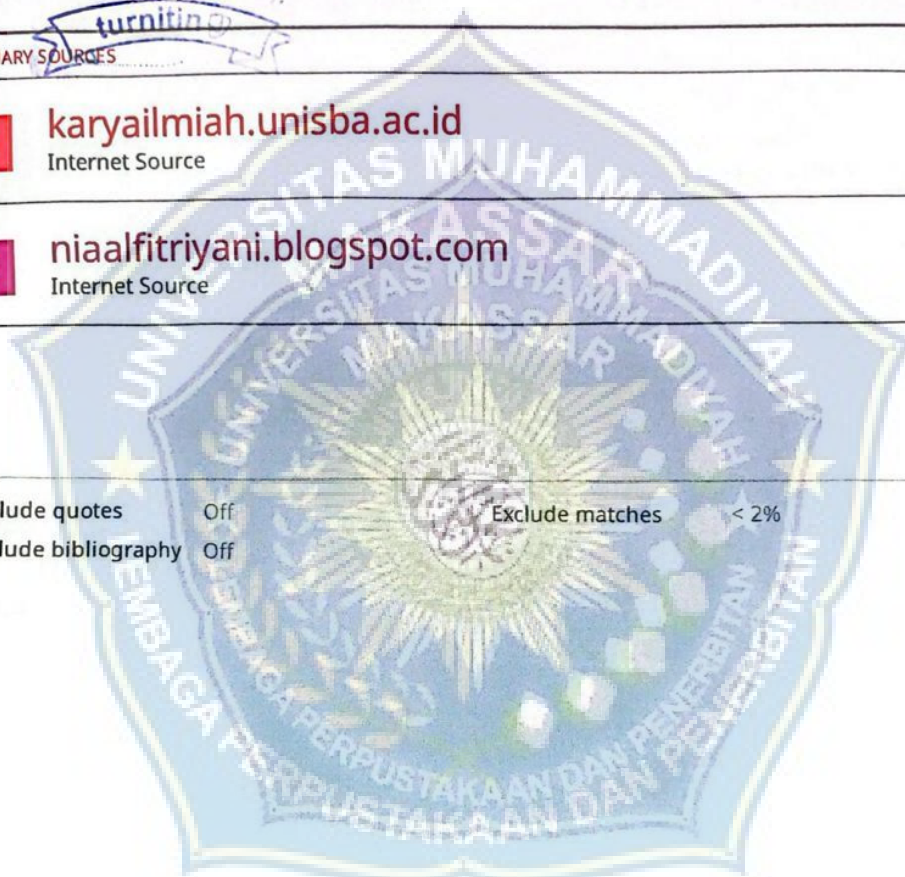 turnitin
ARY SOURCES
karyailmiah.unisba.ac.id
Internet Source
niaalfitriyani.blogspot.com
Internet Source
lude quotes Off
Exclude matches < 2%
lude bibliography Off
UNIVERSITAS MUHAMMADIYAH
MAKASSAR
UNIVERSITAS MUHAMMADIYAH
MAKASSAR
LEMBAGA PERPUSTAKAAN DAN PENERBITAN
LEMBAGA PERPUSTAKAAN DAN PENERBITAN